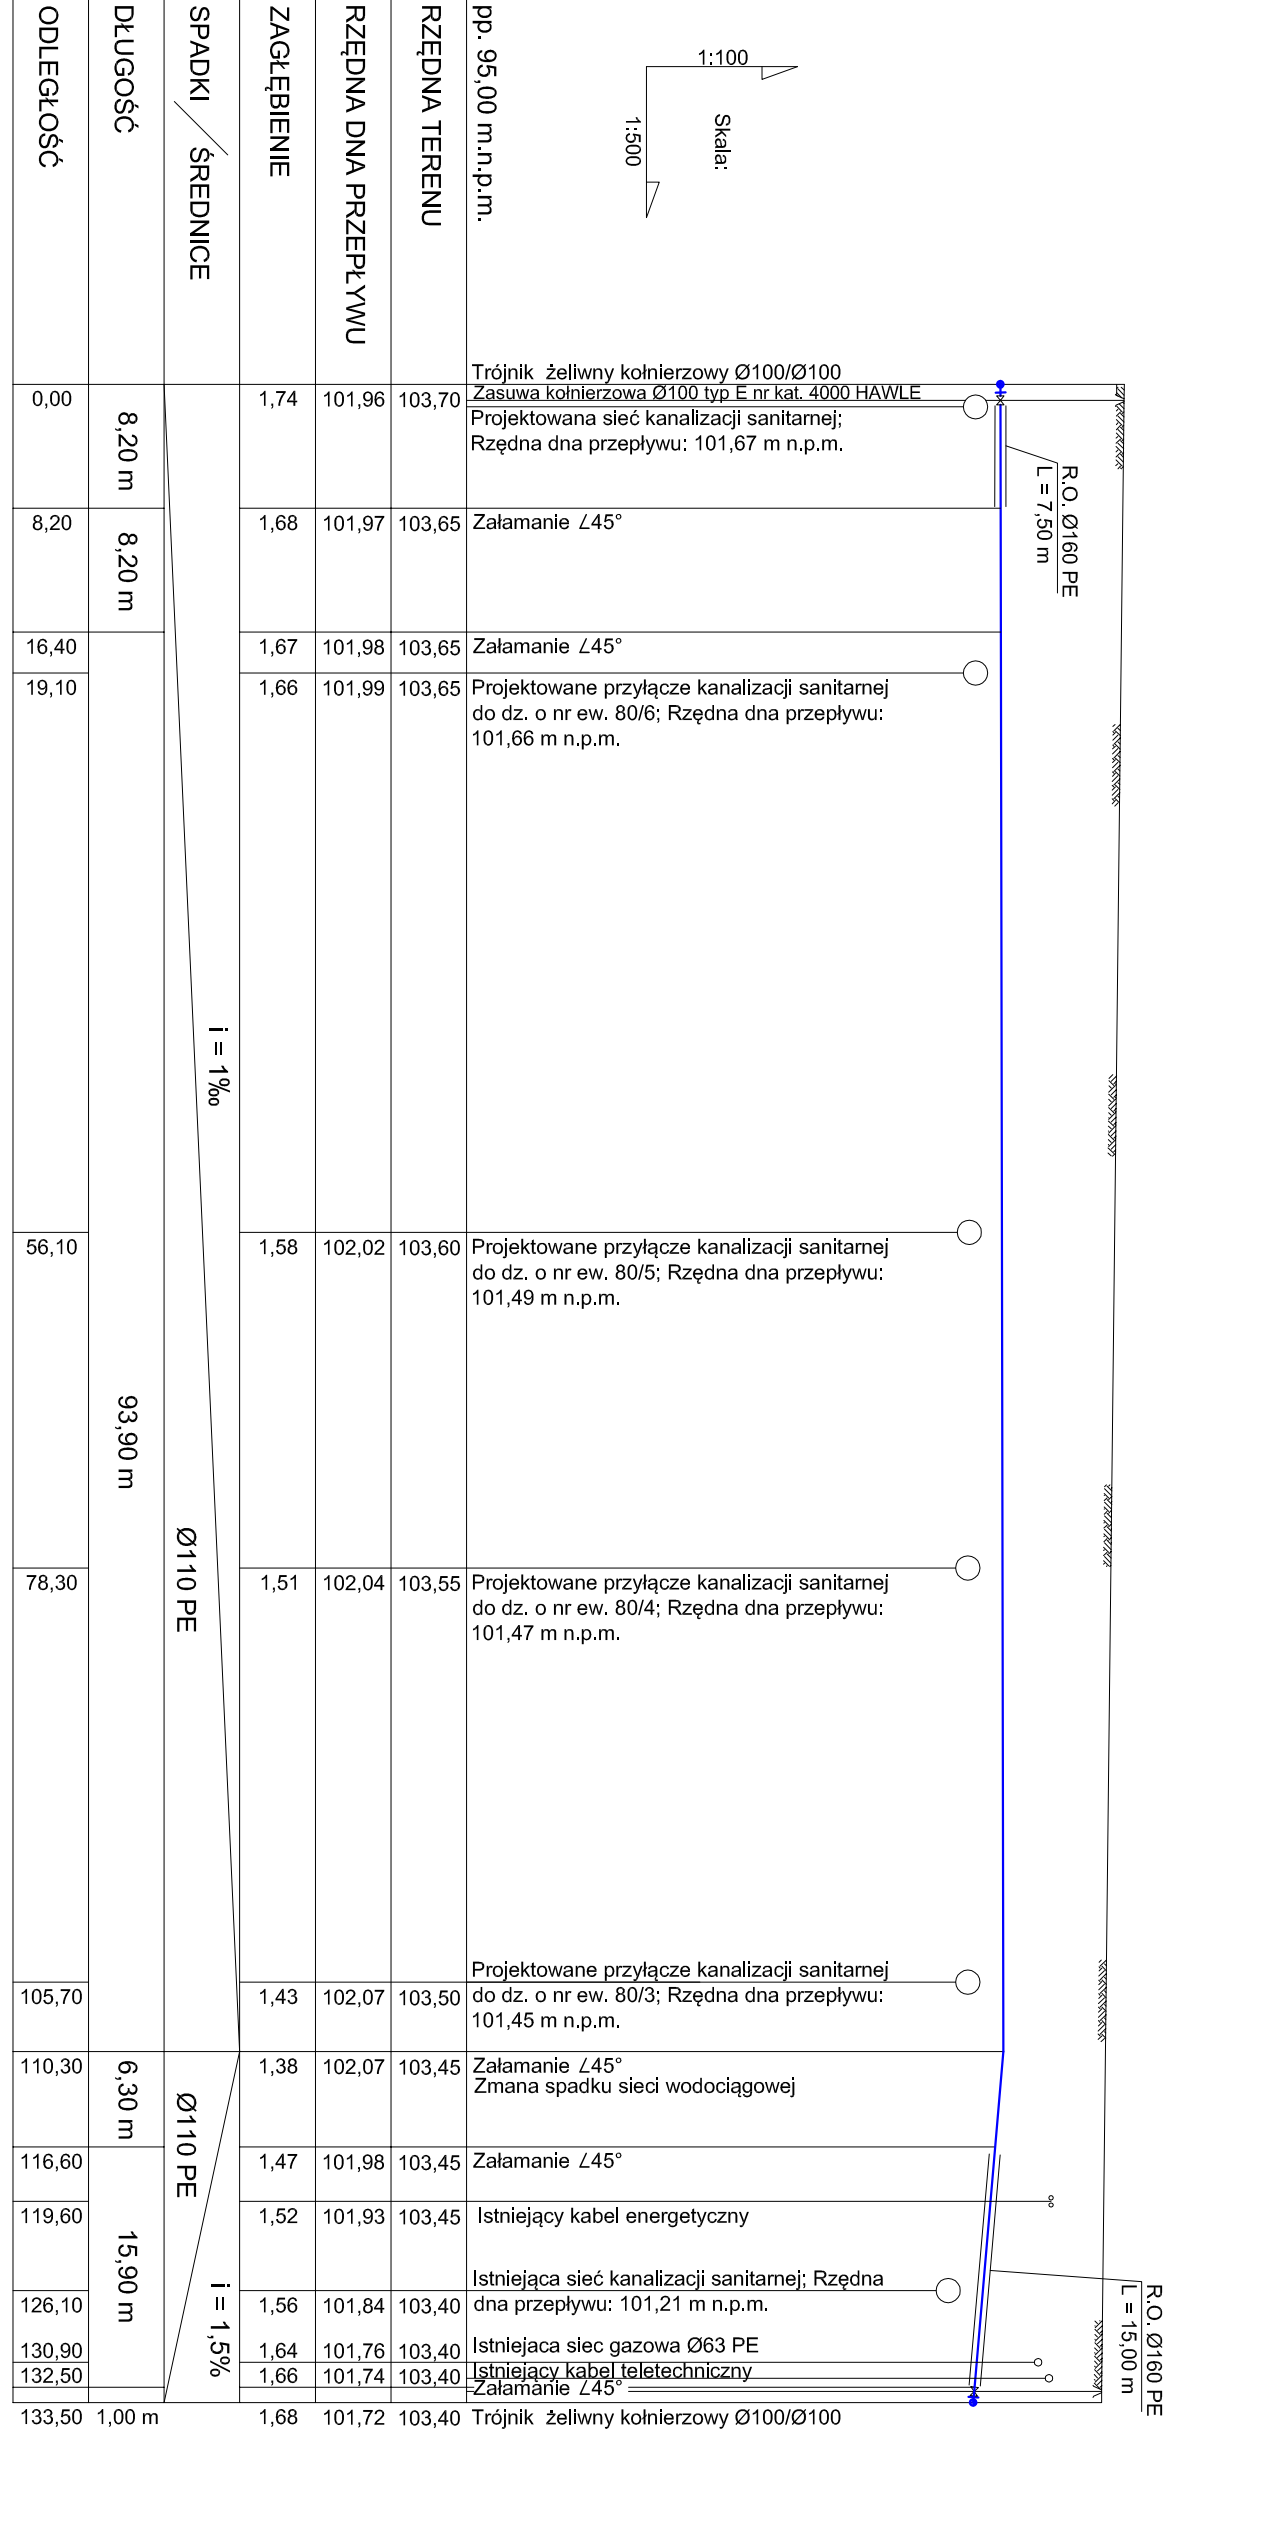 pp. 95,00 m.n.p.m.
RZĘDNA TERENU
RZĘDNA DNA PRZEPŁYWU
ZAGŁĘBIENIE
SPADKI / ŚREDNICE
DŁUGOŚĆ
ODLEGŁOŚĆ
Skala:
1:100
1:500
Trójnik żeliwny kołnierzowy Ø100/Ø100
Zasuwa kołnierzowa Ø100 typ E nr kat. 4000 HAWLE
0,00 1,74 101,96 103,70
Projektowana sieć kanalizacji sanitarnej;
Rzędna dna przepływu: 101,67 m n.p.m.
8,20 m
R.O. Ø160 PE
L = 7,50 m
8,20 1,68 101,97 103,65 Załamanie ∠45°
8,20 m
16,40 1,67 101,98 103,65 Załamanie ∠45°
19,10 1,66 101,99 103,65 Projektowane przyłącze kanalizacji sanitarnej
do dz. o nr ew. 80/6; Rzędna dna przepływu:
101,66 m n.p.m.
i = 1‰
56,10 1,58 102,02 103,60 Projektowane przyłącze kanalizacji sanitarnej
do dz. o nr ew. 80/5; Rzędna dna przepływu:
101,49 m n.p.m.
93,90 m
Ø110 PE
78,30 1,51 102,04 103,55 Projektowane przyłącze kanalizacji sanitarnej
do dz. o nr ew. 80/4; Rzędna dna przepływu:
101,47 m n.p.m.
Projektowane przyłącze kanalizacji sanitarnej
105,70 1,43 102,07 103,50 do dz. o nr ew. 80/3; Rzędna dna przepływu:
101,45 m n.p.m.
110,30 1,38 102,07 103,45 Załamanie ∠45°
Zmana spadku sieci wodociągowej
6,30 m
Ø110 PE
116,60 1,47 101,98 103,45 Załamanie ∠45°
119,60 1,52 101,93 103,45 Istniejący kabel energetyczny
15,90 m
i = 1,5%
R.O. Ø160 PE
L = 15,00 m
Istniejąca sieć kanalizacji sanitarnej; Rzędna
126,10 1,56 101,84 103,40 dna przepływu: 101,21 m n.p.m.
130,90 1,64 101,76 103,40 Istniejaca siec gazowa Ø63 PE
132,50 1,66 101,74 103,40 Istniejący kabel teletechniczny
Załamanie ∠45°
133,50 1,00 m 1,68 101,72 103,40 Trójnik żeliwny kołnierzowy Ø100/Ø100